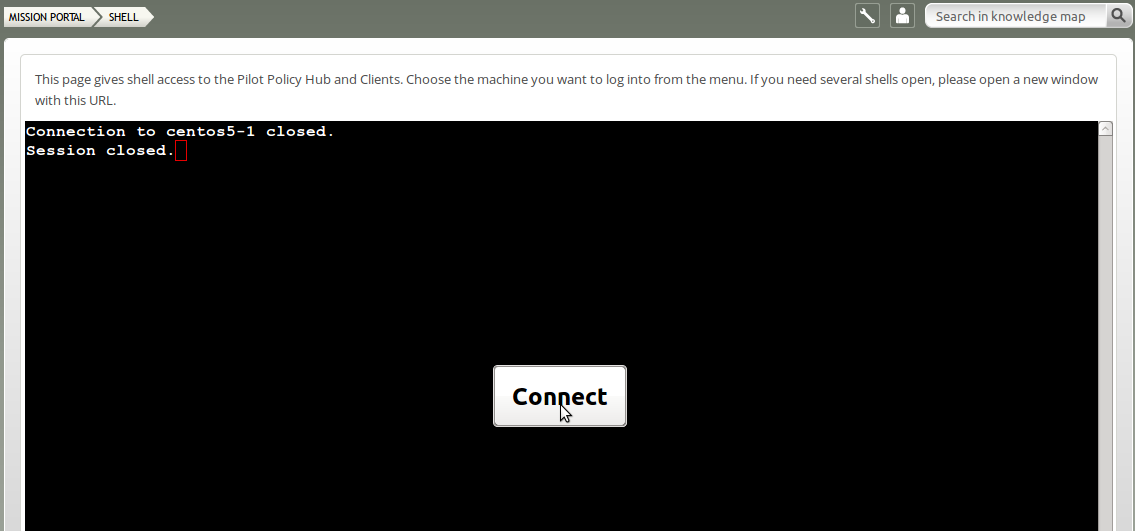 MISSION PORTAL SHELL Search in knowledge map
This page gives shell access to the Pilot Policy Hub and Clients. Choose the machine you want to log into from the menu. If you need several shells open, please open a new window
with this URL.
Connection to centos5-1 closed.
Session closed.
Connect